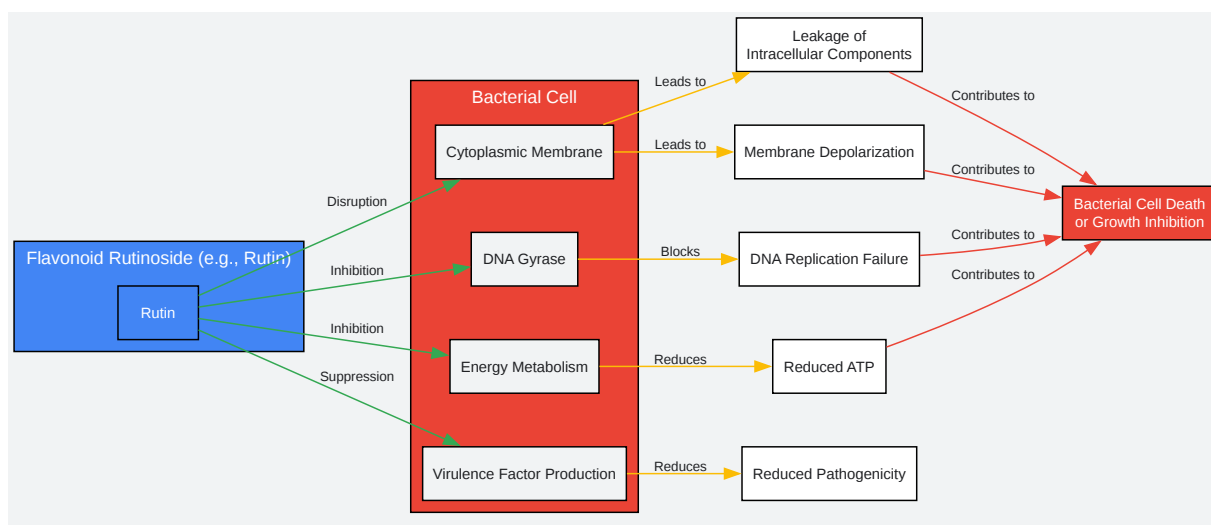 Leakage of
Intracellular Components
Leads to
Contributes to
Bacterial Cell
Cytoplasmic Membrane
Leads to
Membrane Depolarization
Contributes to
Disruption
Bacterial Cell Death
or Growth Inhibition
Flavonoid Rutinoside (e.g., Rutin)
Rutin
Inhibition
DNA Gyrase
Blocks
DNA Replication Failure
Contributes to
Contributes to
Inhibition
Energy Metabolism
Reduces
Reduced ATP
Suppression
Virulence Factor Production
Reduces
Reduced Pathogenicity